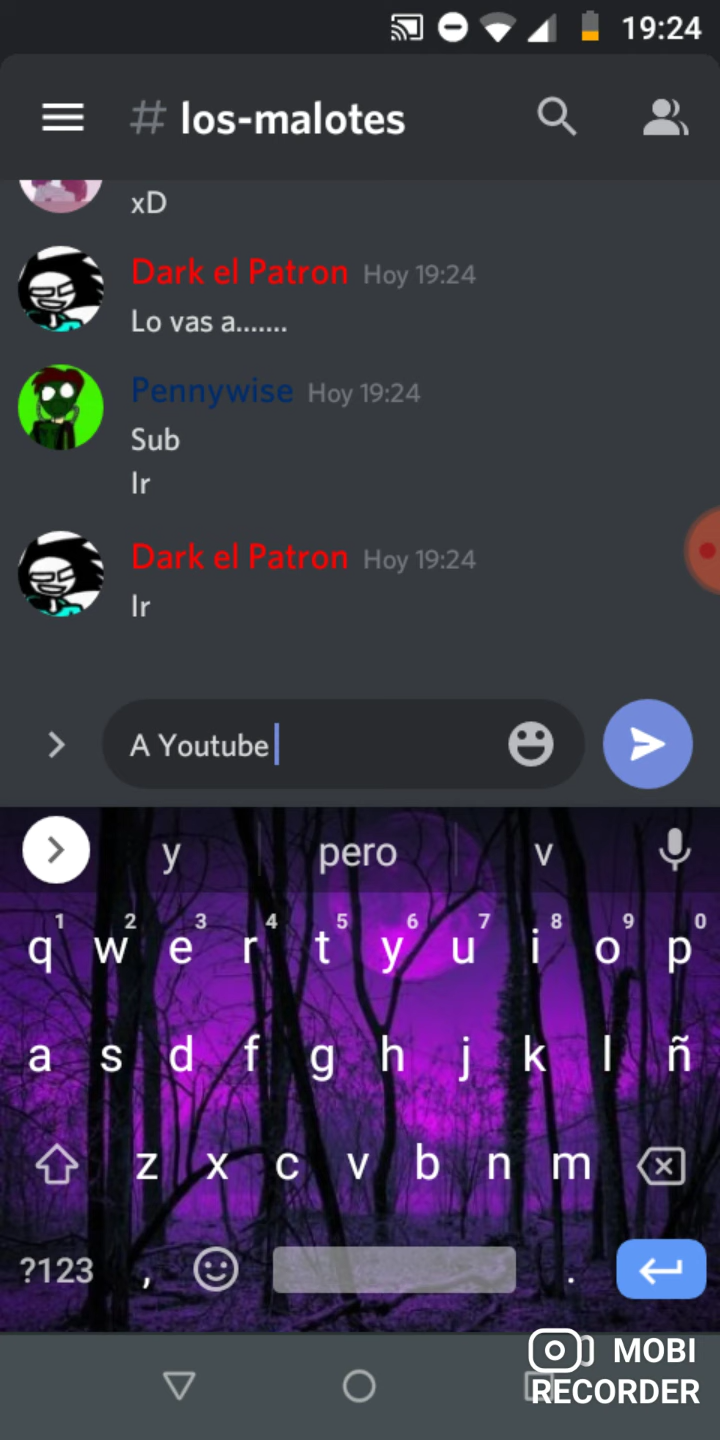 19:24
# los-malotes
xD
Dark el Patron Hoy 19:24
Lo vas a.......
Pennywise Hoy 19:24
Sub
Ir
Dark el Patron Hoy 19:24
Ir
A Youtube
y pero v
1 2 3 4 5 6 7 8 9 0
q w e r t y u i o p
a s d f g h j k l ñ
z x c v b n m
?123 , .
MOBI
RECORDER